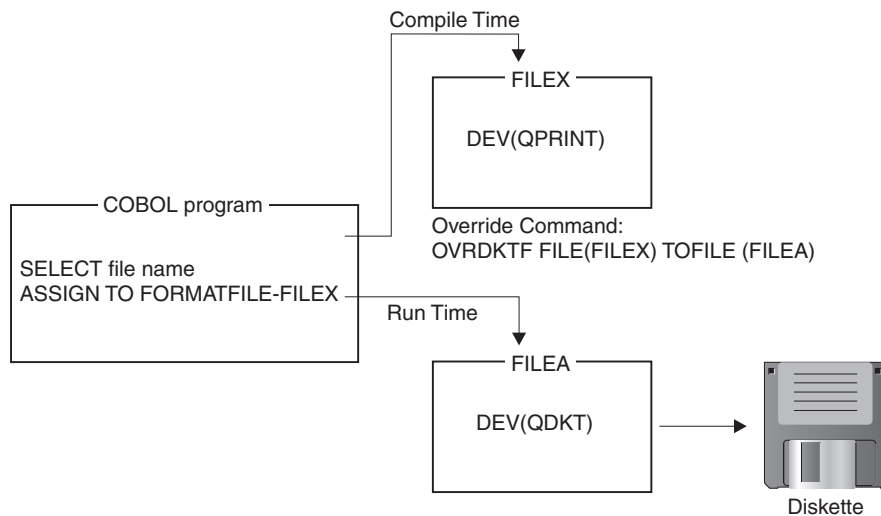 Compile Time
FILEX
DEV(QPRINT)
COBOL program
SELECT file name
ASSIGN TO FORMATFILE-FILEX
Override Command:
OVRDKTF FILE(FILEX) TOFILE (FILEA)
Run Time
FILEA
DEV(QDKT)
Diskette